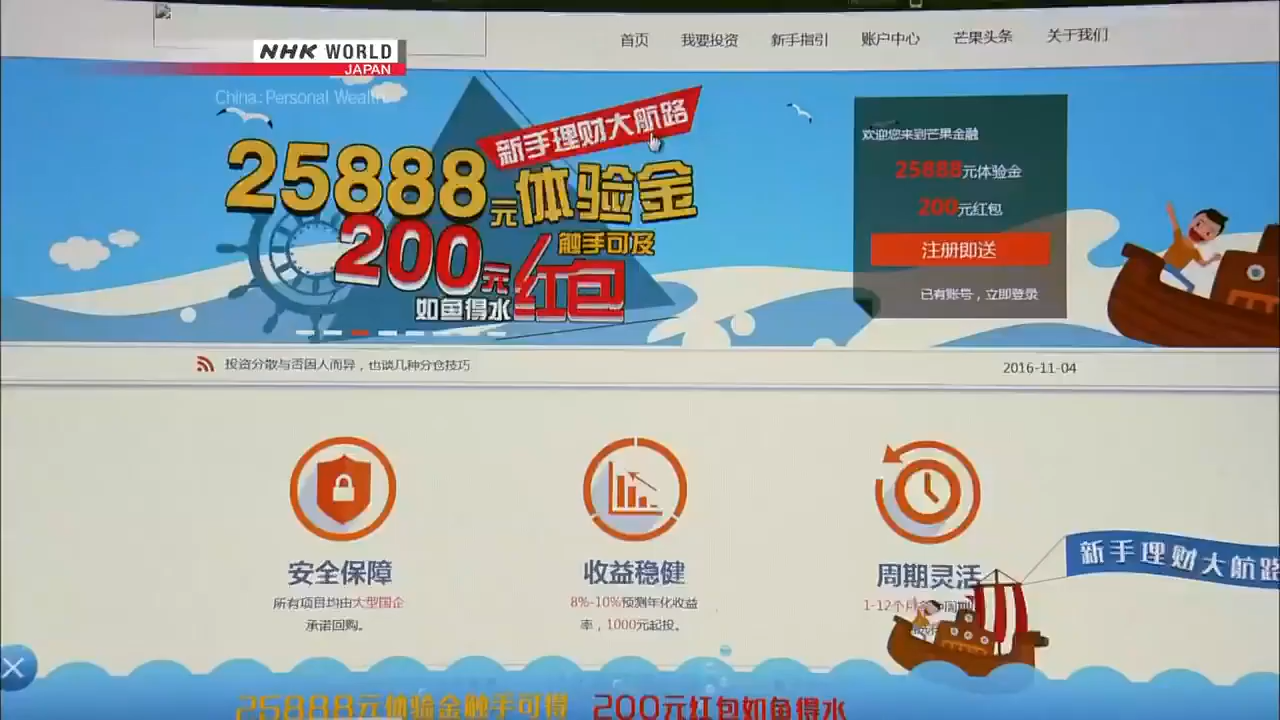 NHK WORLD
JAPAN
首页 我要投资 新手指引 账户中心 芒果头条 关于我们
China: Personal Wealth
新手理财大航路
25888元体验金
触手可及
200元红包
如鱼得水
欢迎您来到芒果金融
25888元体验金
200元红包
注册即送
已有账号，立即登录
投资分散与否因人而异，也谈几种分仓技巧
2016-11-04
安全保障
所有项目均由大型国企
承诺回购。
收益稳健
8%-10%预测年化收益
率，1000元起投。
周期灵活
1-12个月
新手理财大航路
25888元体验金触手可得 200元红包如鱼得水